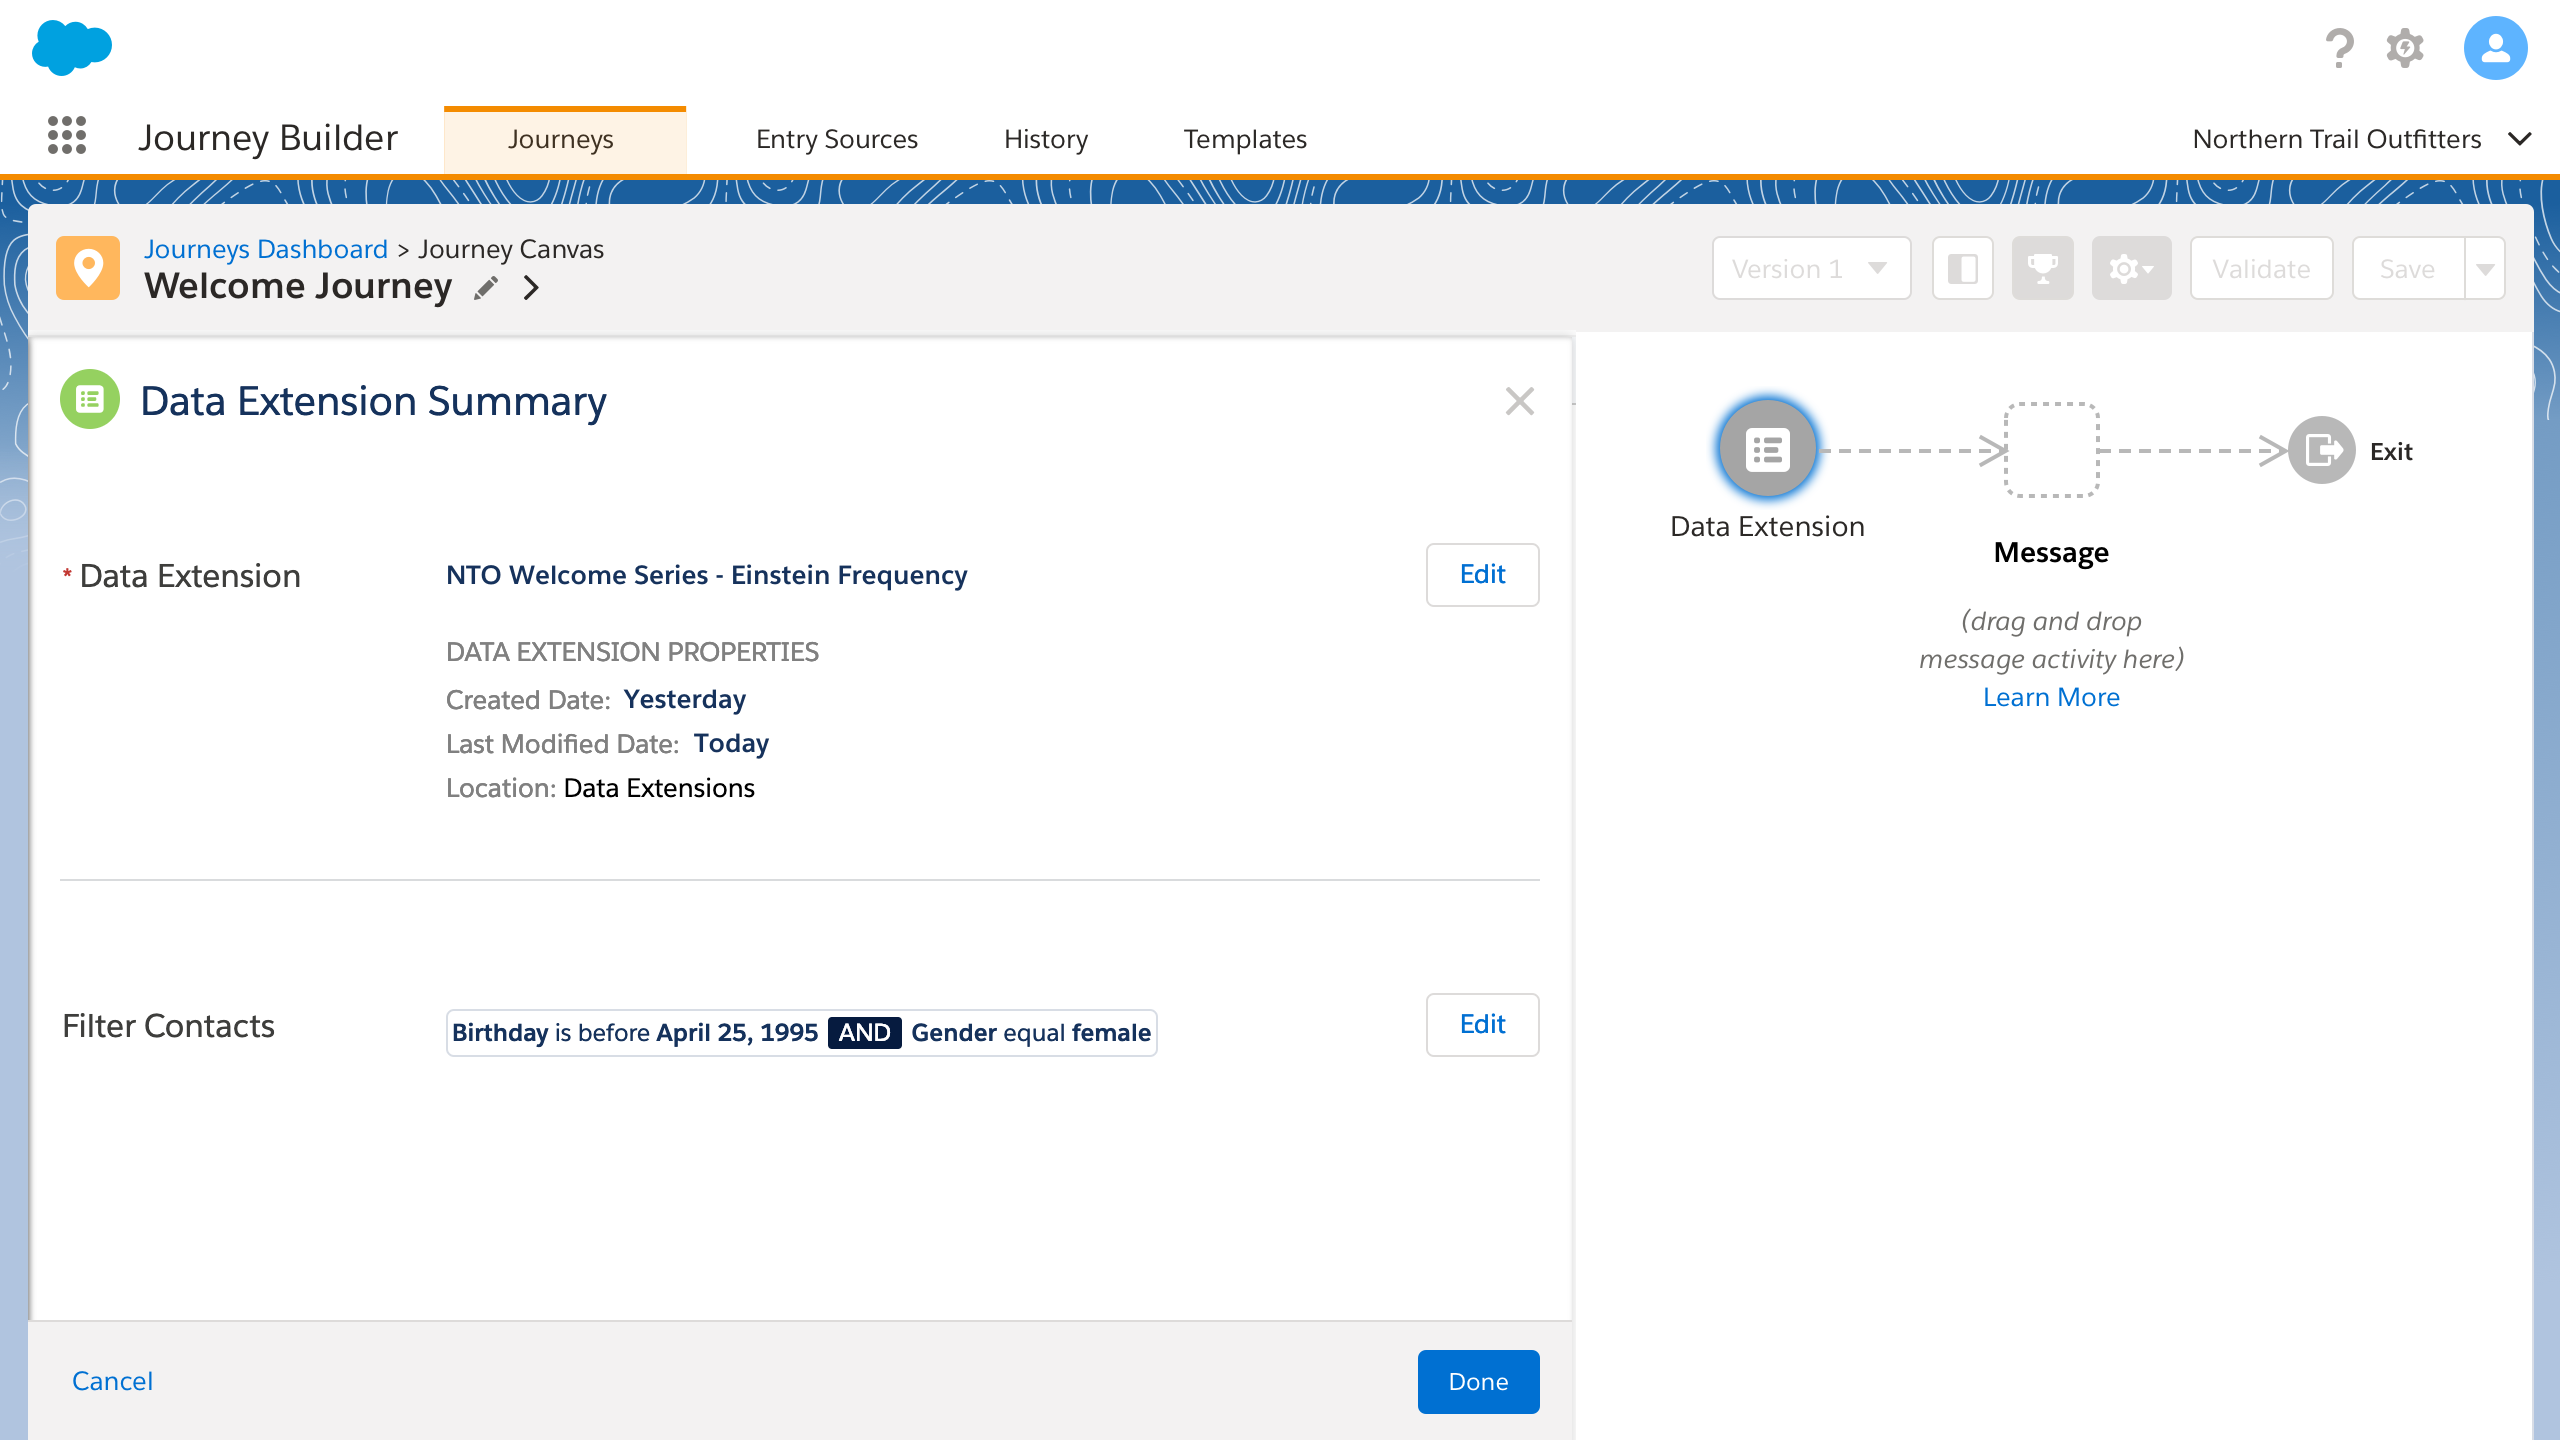 Journey Builder
Journeys
Entry Sources
History
Templates
Northern Trail Outfitters
Journeys Dashboard > Journey Canvas
Welcome Journey
Version 1
Validate
Save
Data Extension Summary
* Data Extension
NTO Welcome Series - Einstein Frequency
Edit
DATA EXTENSION PROPERTIES
Created Date: Yesterday
Last Modified Date: Today
Location: Data Extensions
Filter Contacts
Birthday is before April 25, 1995 AND Gender equal female
Edit
Cancel
Done
Data Extension
Message
(drag and drop
message activity here)
Learn More
Exit